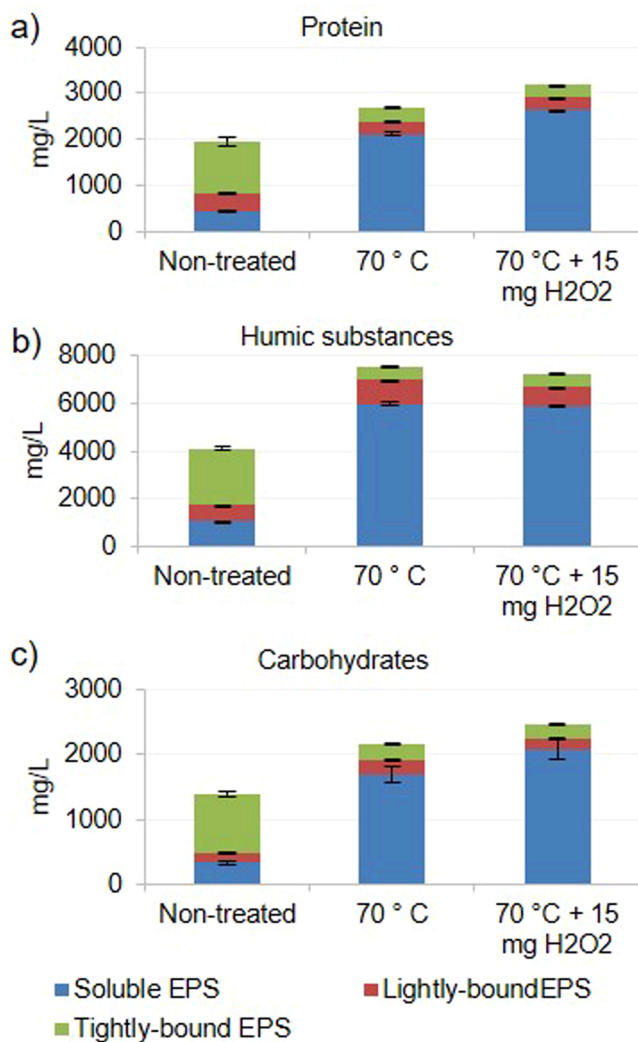 a)
Protein
4000
3000
2000
1000
0
mg/L
Non-treated
70 ° C
70 °C + 15
mg H2O2
b)
Humic substances
8000
6000
4000
2000
0
mg/L
Non-treated
70 ° C
70 °C + 15
mg H2O2
c)
Carbohydrates
3000
2000
1000
0
mg/L
Non-treated
70 ° C
70 °C + 15
mg H2O2
Soluble EPS
Lightly-boundEPS
Tightly-bound EPS